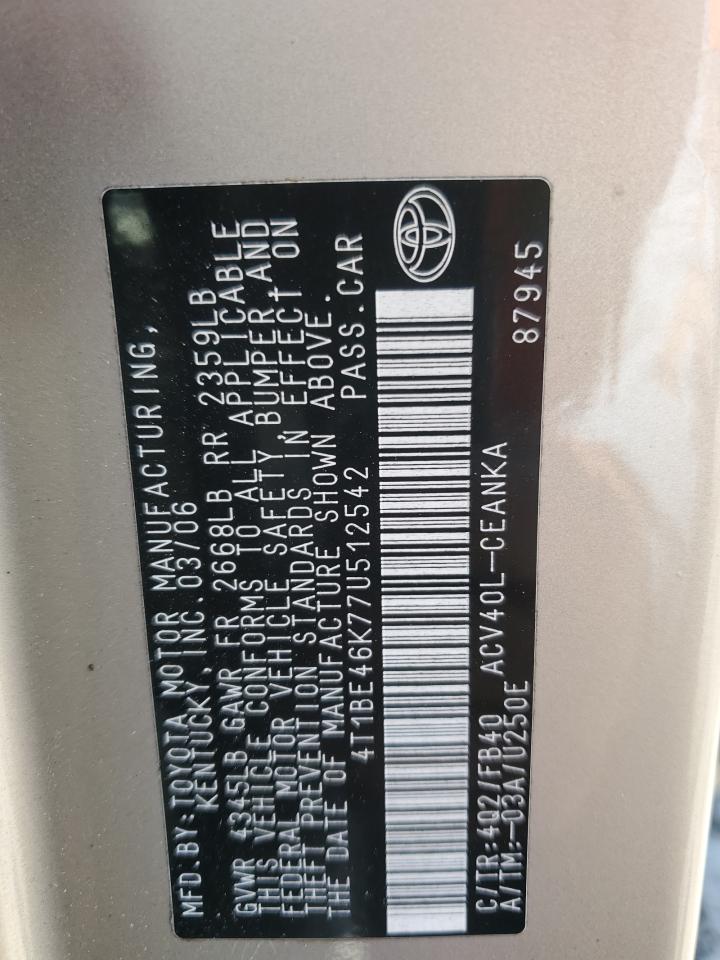 MFD.BY:TOYOTA MOTOR MANUFACTURING,
KENTUCKY, INC.03/06
GVWR 4345LB GAWR FR 2668LB RR 2359LB
THIS VEHICLE CONFORMS TO ALL APPLICABLE
FEDERAL MOTOR VEHICLE SAFETY, BUMPER, AND
THEFT PREVENTION STANDARDS IN EFFECT ON
THE DATE OF MANUFACTURE SHOWN ABOVE.
4T1BE46K77U512542 PASS.CAR
C/TR:4Q2/FB40 ACV40L-CEANKA
A/TM:-03A/U250E 87945